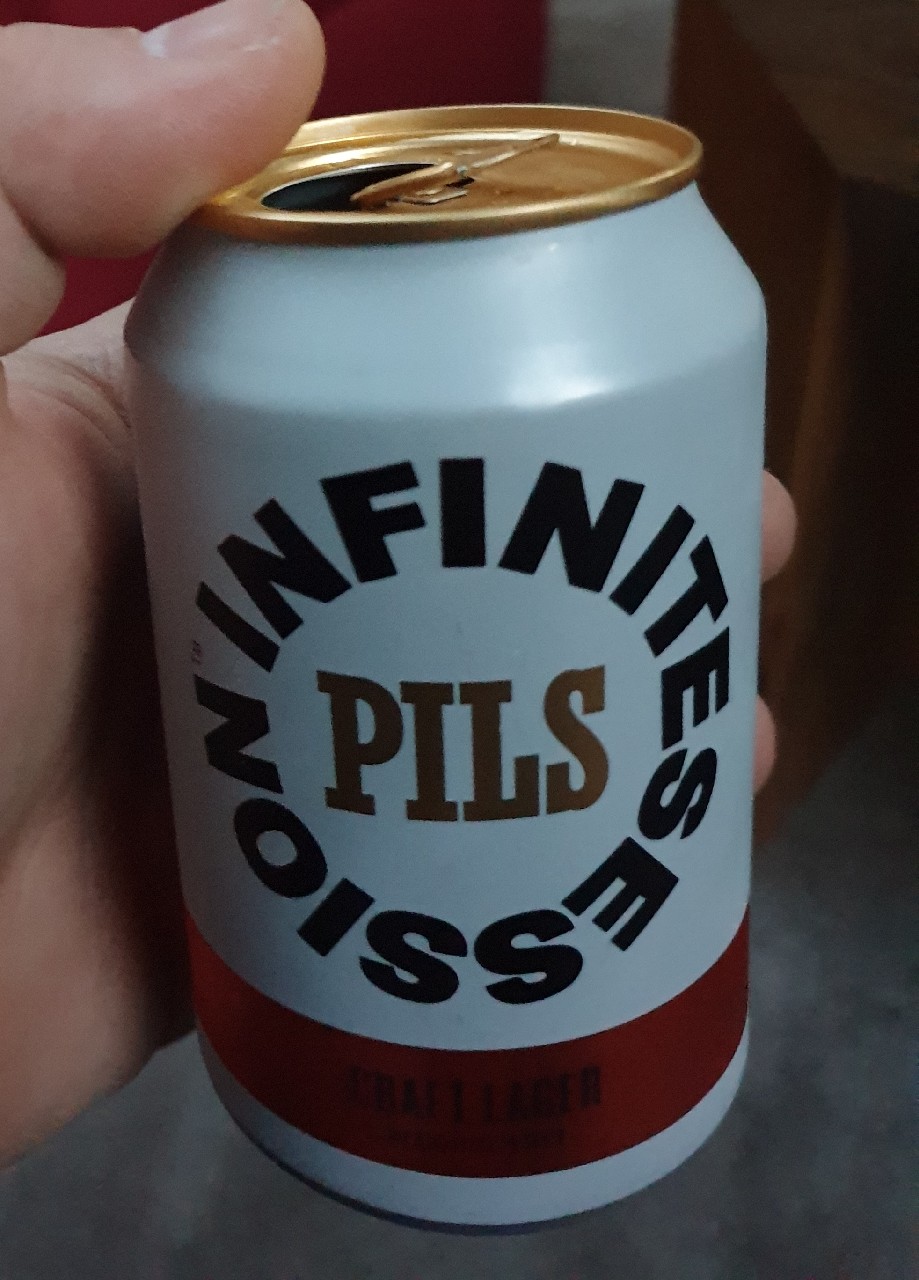 INFINITE SESSION
PILS
CRAFT LAGER